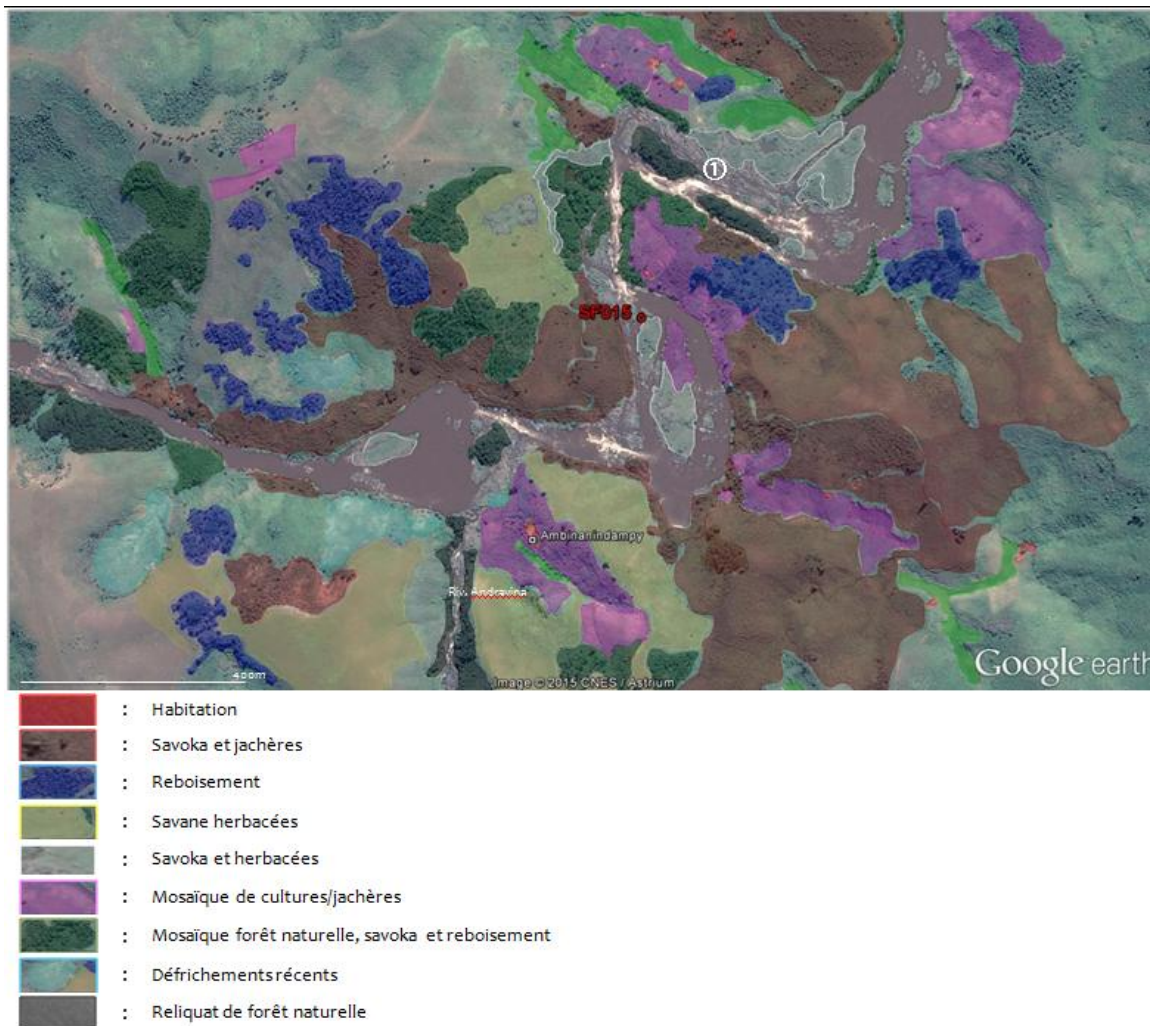 ①
SF015
Ambinanindampy
Riv. Andravina
400m
Image © 2015 CNES / Astrium
Google earth
: Habitation
: Savoka et jachères
: Reboisement
: Savane herbacées
: Savoka et herbacées
: Mosaïque de cultures/jachères
: Mosaïque forêt naturelle, savoka et reboisement
: Défrichements récents
: Reliquat de forêt naturelle